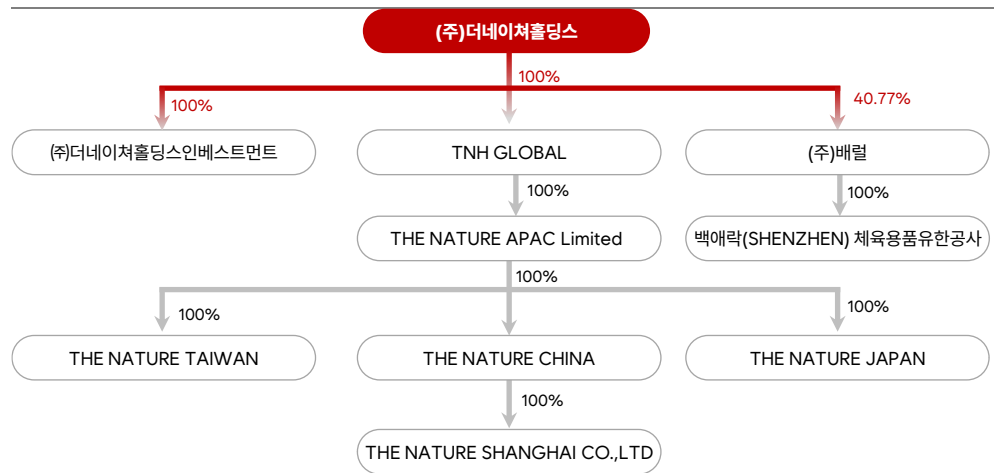 (주)더네이쳐홀딩스
100%
100%
40.77%
㈜더네이쳐홀딩스인베스트먼트
TNH GLOBAL
(주)배럴
100%
100%
THE NATURE APAC Limited
백애락(SHENZHEN) 체육용품유한공사
100%
100%
100%
THE NATURE TAIWAN
THE NATURE CHINA
THE NATURE JAPAN
100%
THE NATURE SHANGHAI CO.,LTD